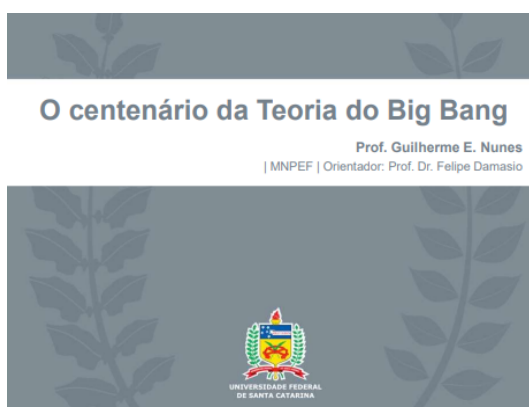 O centenário da Teoria do Big Bang
Prof. Guilherme E. Nunes
| MNPEF | Orientador: Prof. Dr. Felipe Damasio
UNIVERSIDADE FEDERAL
DE SANTA CATARINA